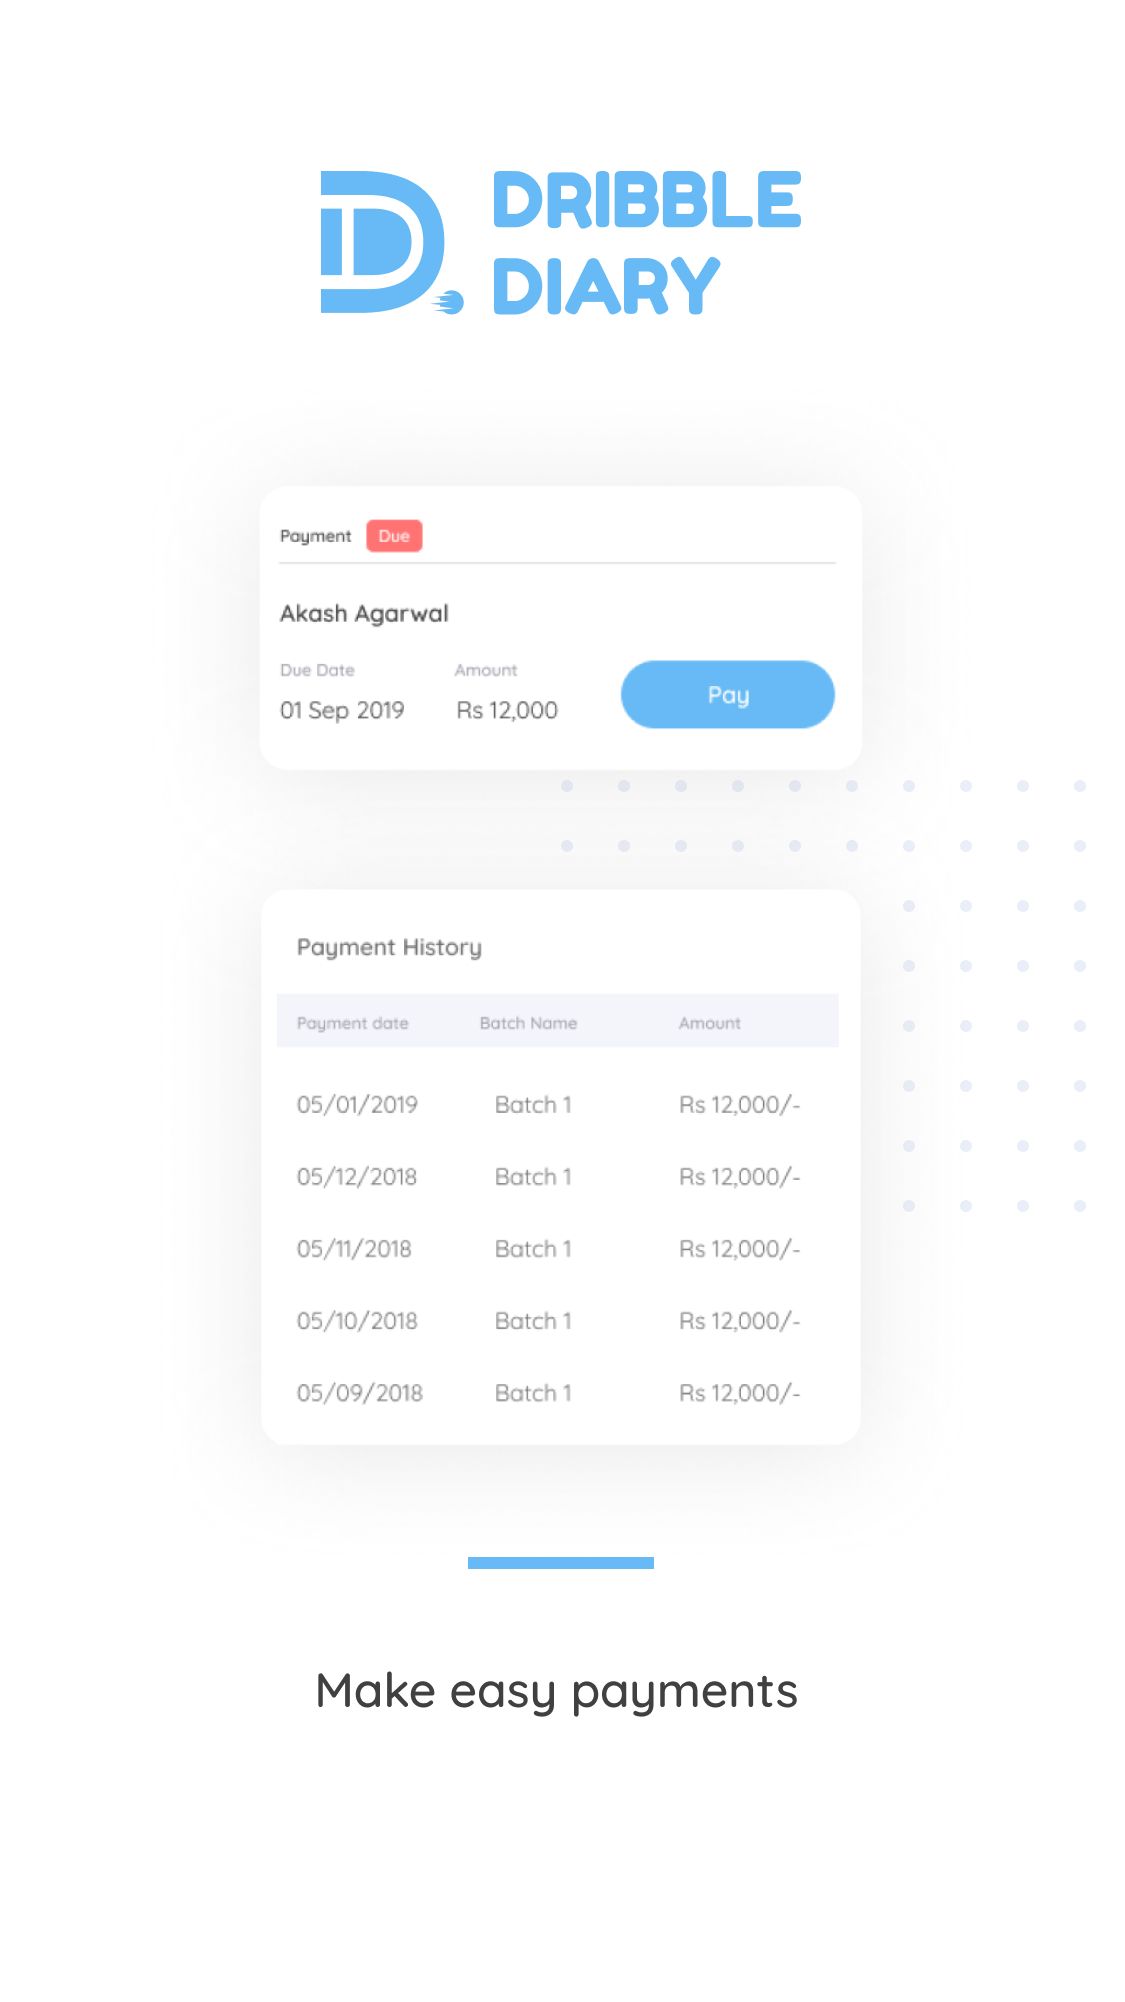 DRIBBLE
DIARY
Payment Due
Akash Agarwal
Due Date Amount
01 Sep 2019 Rs 12,000 Pay
Payment History
Payment date Batch Name Amount
05/01/2019 Batch 1 Rs 12,000/-
05/12/2018 Batch 1 Rs 12,000/-
05/11/2018 Batch 1 Rs 12,000/-
05/10/2018 Batch 1 Rs 12,000/-
05/09/2018 Batch 1 Rs 12,000/-
Make easy payments